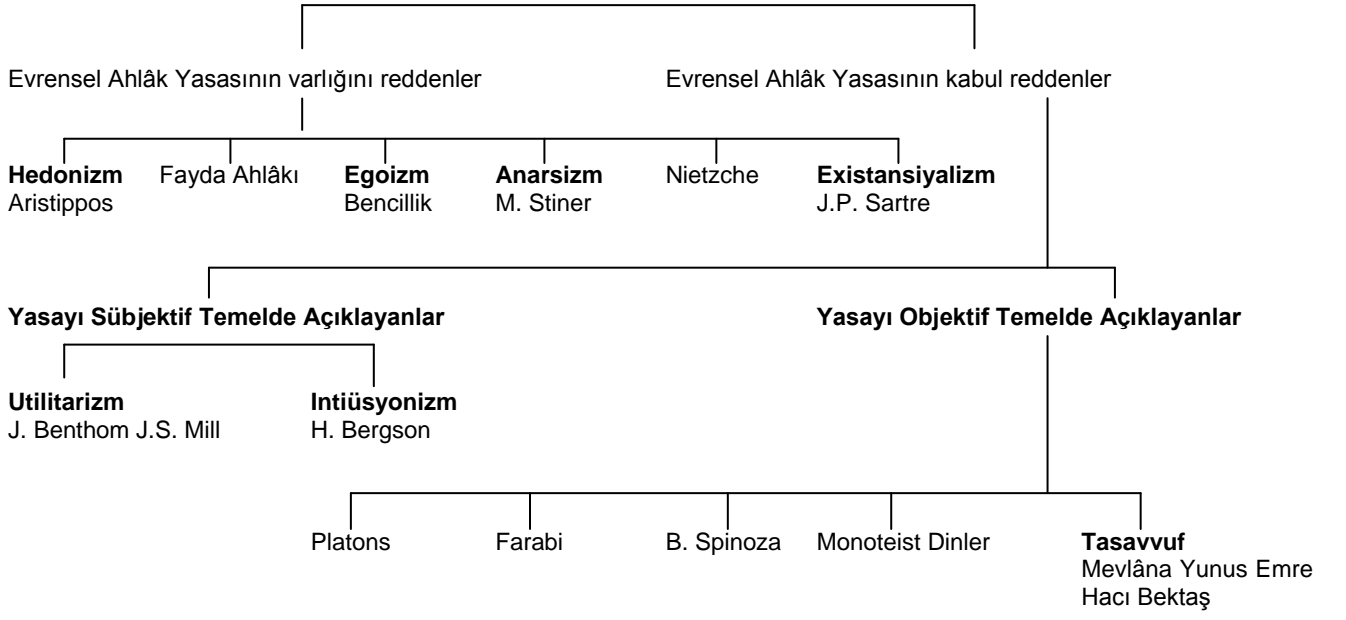 Evrensel Ahlâk Yasasının varlığını reddenler
Evrensel Ahlâk Yasasının kabul reddenler
Hedonizm
Aristippos
Fayda Ahlâkı
Egoizm
Bencillik
Anarsizm
M. Stiner
Nietzche
Existansiyalizm
J.P. Sartre
Yasayı Sübjektif Temelde Açıklayanlar
Yasayı Objektif Temelde Açıklayanlar
Utilitarizm
J. Benthom J.S. Mill
Intiüsyonizm
H. Bergson
Platons
Farabi
B. Spinoza
Monoteist Dinler
Tasavvuf
Mevlâna Yunus Emre
Hacı Bektaş